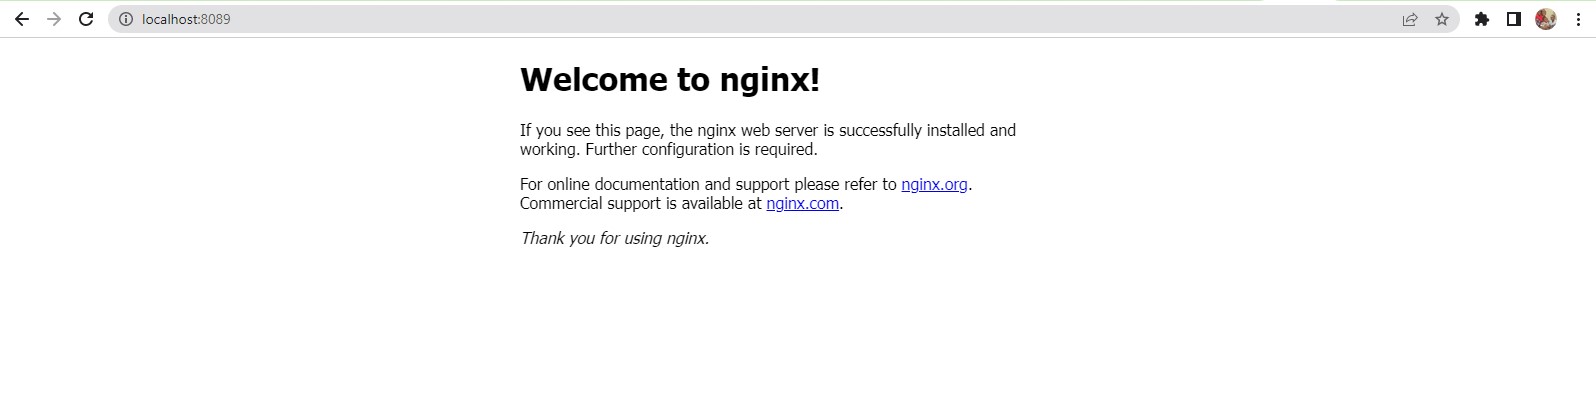 localhost:8089
Welcome to nginx!
If you see this page, the nginx web server is successfully installed and
working. Further configuration is required.
For online documentation and support please refer to nginx.org.
Commercial support is available at nginx.com.
Thank you for using nginx.